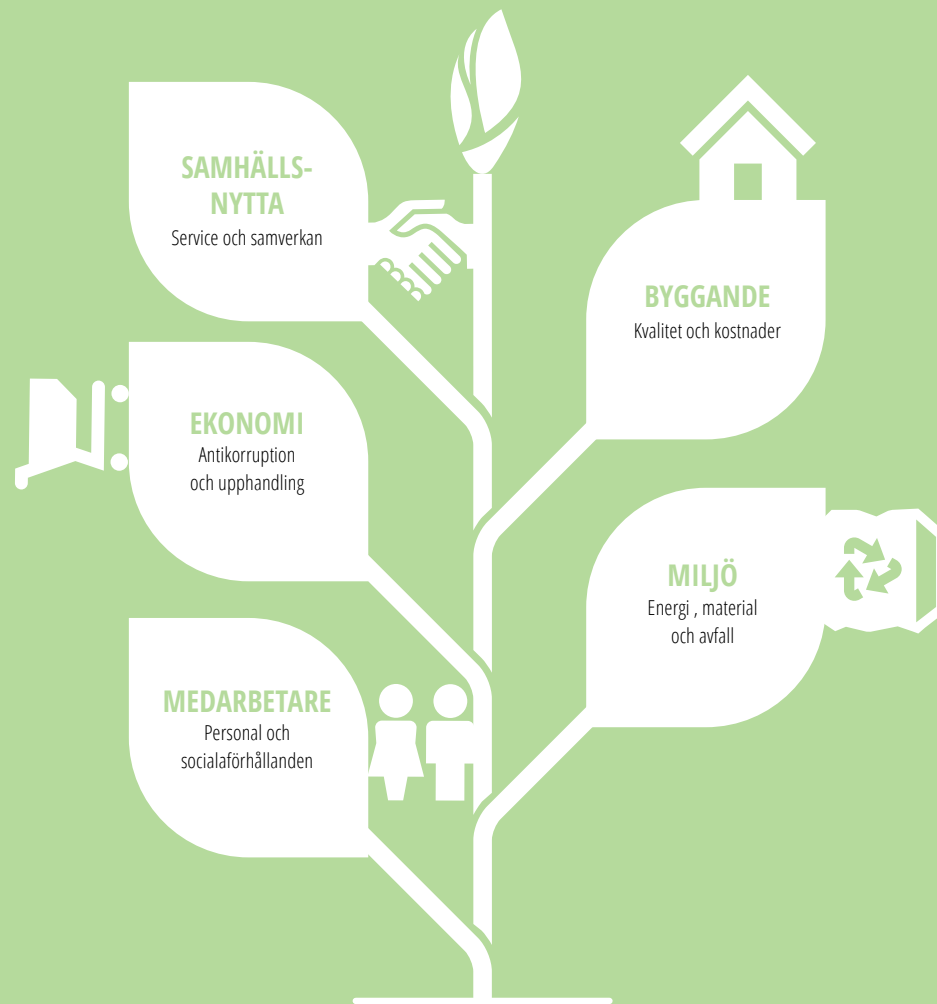 SAMHÄLLS-
NYTTA
Service och samverkan
BYGGANDE
Kvalitet och kostnader
EKONOMI
Antikorruption
och upphandling
MILJÖ
Energi , material
och avfall
MEDARBETARE
Personal och
socialaförhållanden